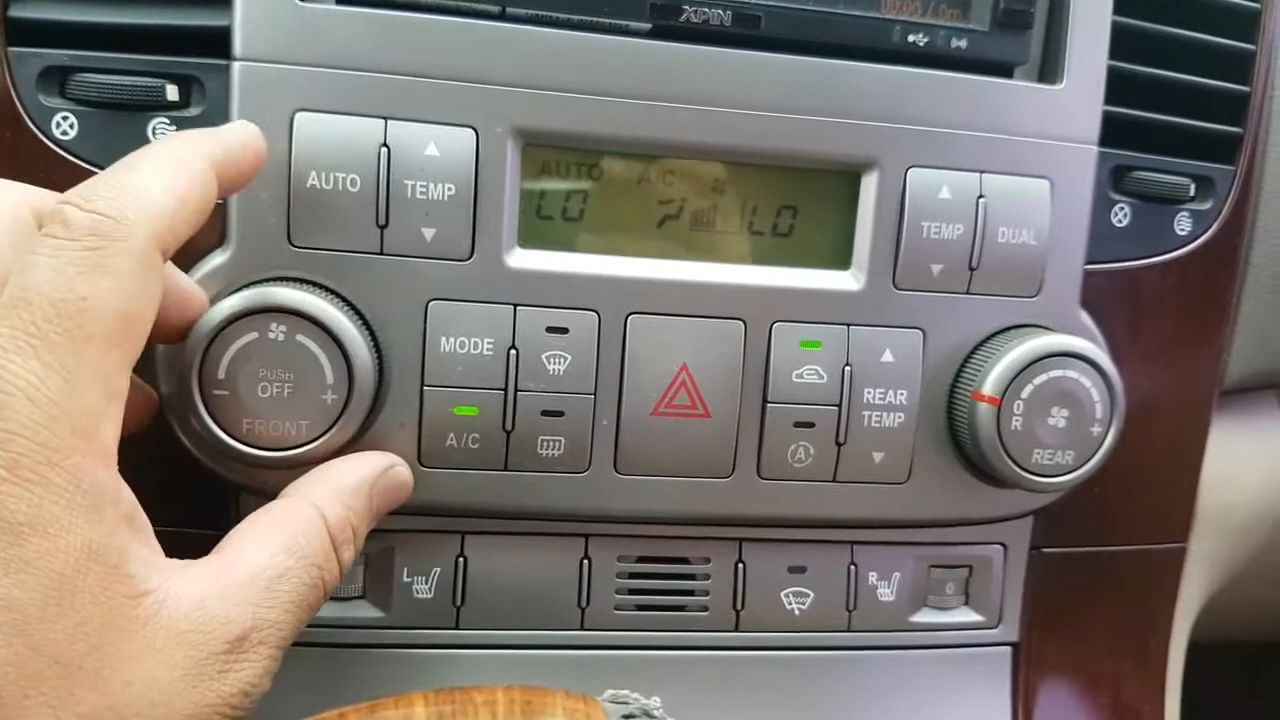 XPIN
AUTO
TEMP
AUTO A/C
LO LO
TEMP
DUAL
PUSH
OFF
FRONT
MODE
A/C
A
REAR
TEMP
O
R
REAR
L
R
0